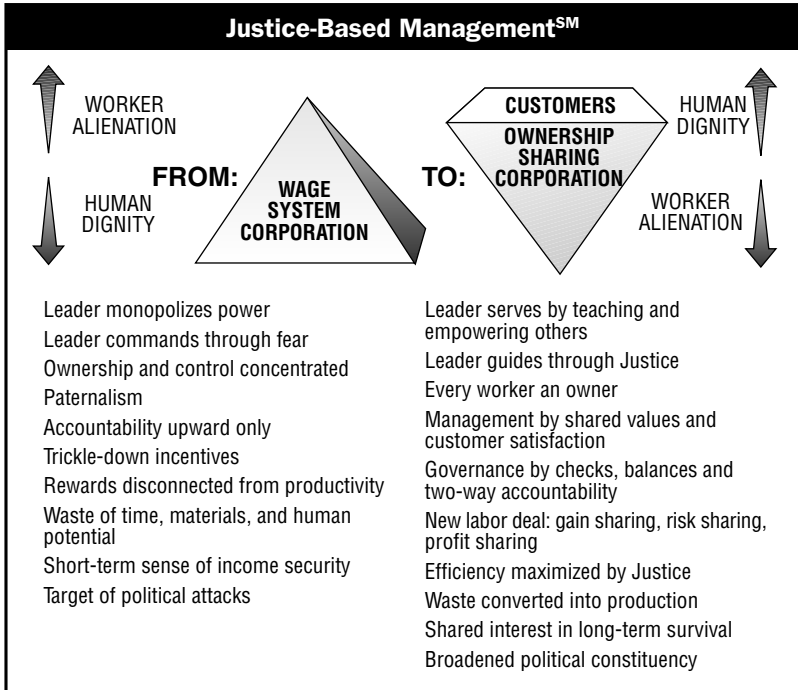 Justice-Based Management℠
WORKER
ALIENATION
HUMAN
DIGNITY
FROM:
WAGE
SYSTEM
CORPORATION
TO:
CUSTOMERS
OWNERSHIP
SHARING
CORPORATION
HUMAN
DIGNITY
WORKER
ALIENATION
Leader monopolizes power
Leader commands through fear
Ownership and control concentrated
Paternalism
Accountability upward only
Trickle-down incentives
Rewards disconnected from productivity
Waste of time, materials, and human
potential
Short-term sense of income security
Target of political attacks
Leader serves by teaching and
empowering others
Leader guides through Justice
Every worker an owner
Management by shared values and
customer satisfaction
Governance by checks, balances and
two-way accountability
New labor deal: gain sharing, risk sharing,
profit sharing
Efficiency maximized by Justice
Waste converted into production
Shared interest in long-term survival
Broadened political constituency